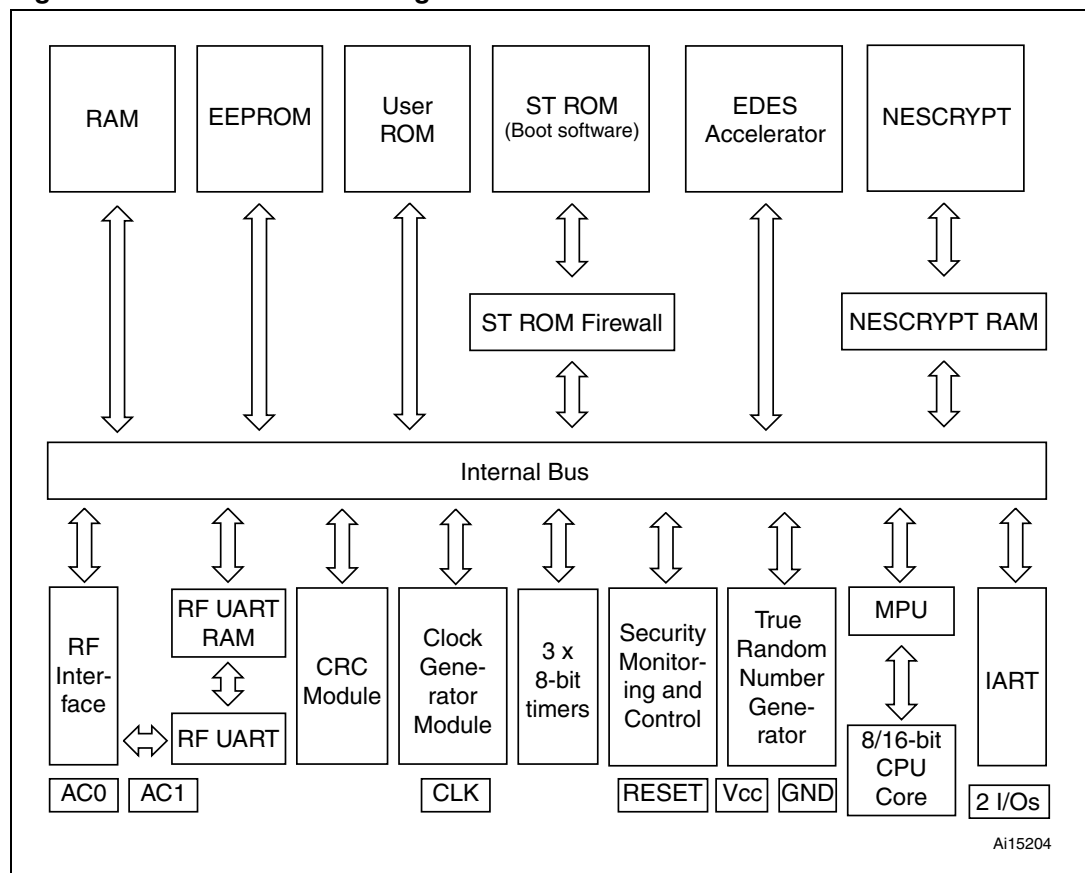 RAM
EEPROM
User
ROM
ST ROM
(Boot software)
EDES
Accelerator
NESCRYPT
ST ROM Firewall
NESCRYPT RAM
Internal Bus
RF
Inter-
face
RF UART
RAM
RF UART
CRC
Module
Clock
Gene-
rator
Module
3 x
8-bit
timers
Security
Monitor-
ing and
Control
True
Random
Number
Gene-
rator
MPU
8/16-bit
CPU
Core
IART
AC0
AC1
CLK
RESET
Vcc
GND
2 I/Os
Ai15204